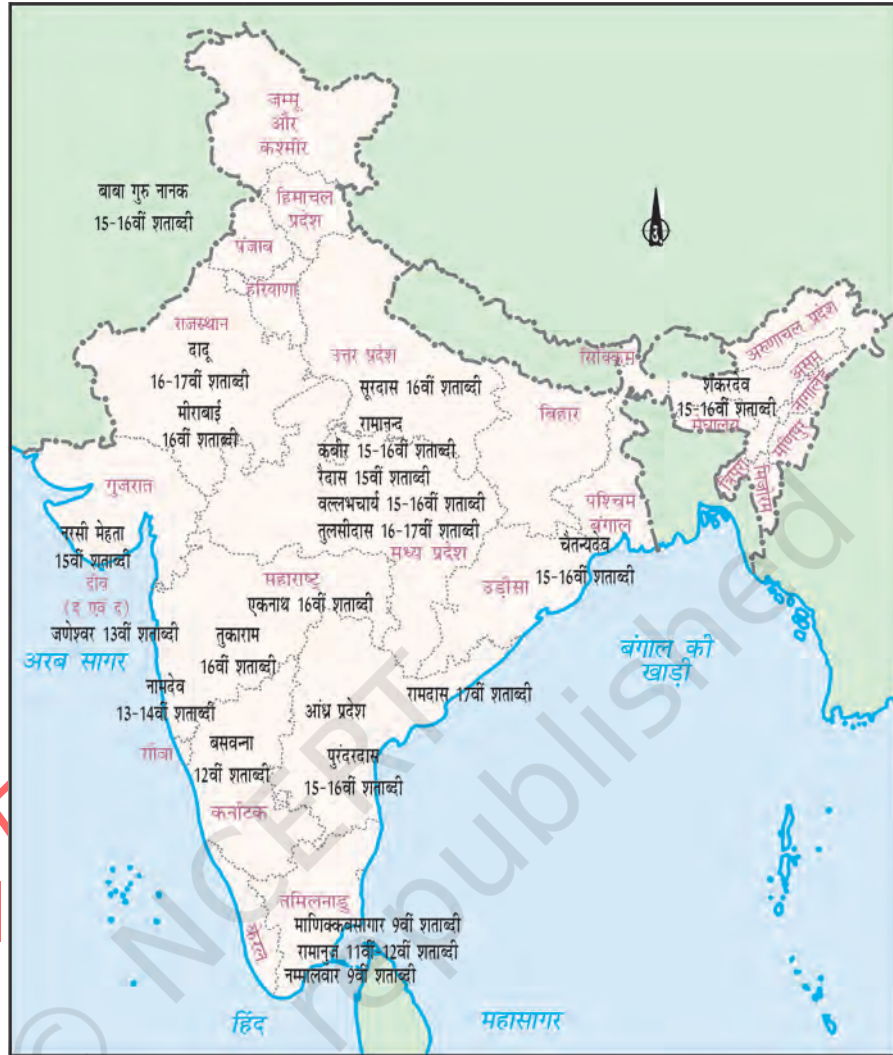 जम्मू
और
कश्मीर
बाबा गुरु नानक
15-16वीं शताब्दी
हिमाचल
प्रदेश
पंजाब
हरियाणा
उ
राजस्थान
दादू
16-17वीं शताब्दी
मीराबाई
16वीं शताब्दी
उत्तर प्रदेश
सूरदास 16वीं शताब्दी
रामानन्द
कबीर 15-16वीं शताब्दी
रैदास 15वीं शताब्दी
वल्लभचार्य 15-16वीं शताब्दी
तुलसीदास 16-17वीं शताब्दी
सिक्किम
अरुणाचल प्रदेश
असम
नागालैंड
शंकरदेव
15-16वीं शताब्दी
मेघालय
मणिपुर
त्रिपुरा
मिज़ोरम
बिहार
पश्चिम
बंगाल
गुजरात
नरसी मेहता
15वीं शताब्दी
दीव
(द एवं द)
मध्य प्रदेश
चैतन्यदेव
15-16वीं शताब्दी
उड़ीसा
महाराष्ट्र
एकनाथ 16वीं शताब्दी
जणेश्वर 13वीं शताब्दी
तुकाराम
16वीं शताब्दी
अरब सागर
बंगाल की
खाड़ी
नामदेव
13-14वीं शताब्दी
रामदास 17वीं शताब्दी
आंध्र प्रदेश
गोवा
बसवन्ना
12वीं शताब्दी
पुरंदरदास
15-16वीं शताब्दी
कर्नाटक
तमिलनाडु
केरल
माणिक्कवसागार 9वीं शताब्दी
रामानुज 11वीं-12वीं शताब्दी
नम्मालवार 9वीं शताब्दी
हिंद
महासागर
© NCERT
republished